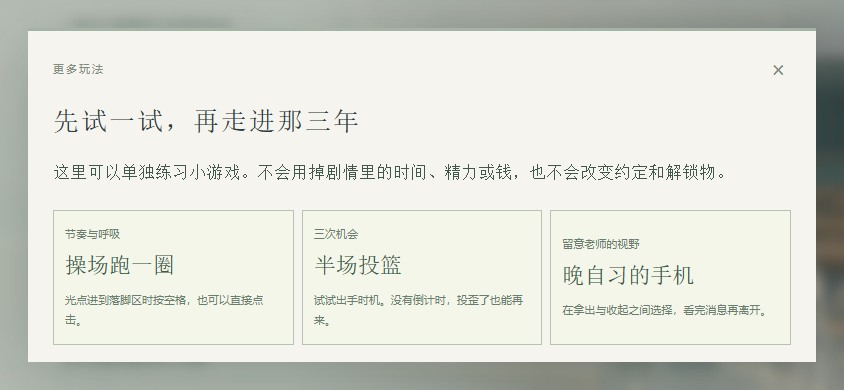 更多玩法
×
先试一试，再走进那三年
这里可以单独练习小游戏。不会用掉剧情里的时间、精力或钱，也不会改变约定和解锁物。
节奏与呼吸
操场跑一圈
光点进到落脚区时按空格，也可以直接点
击。
三次机会
半场投篮
试试出手时机。没有倒计时，投歪了也能再
来。
留意老师的视野
晚自习的手机
在拿出与收起之间选择，看完消息再离开。